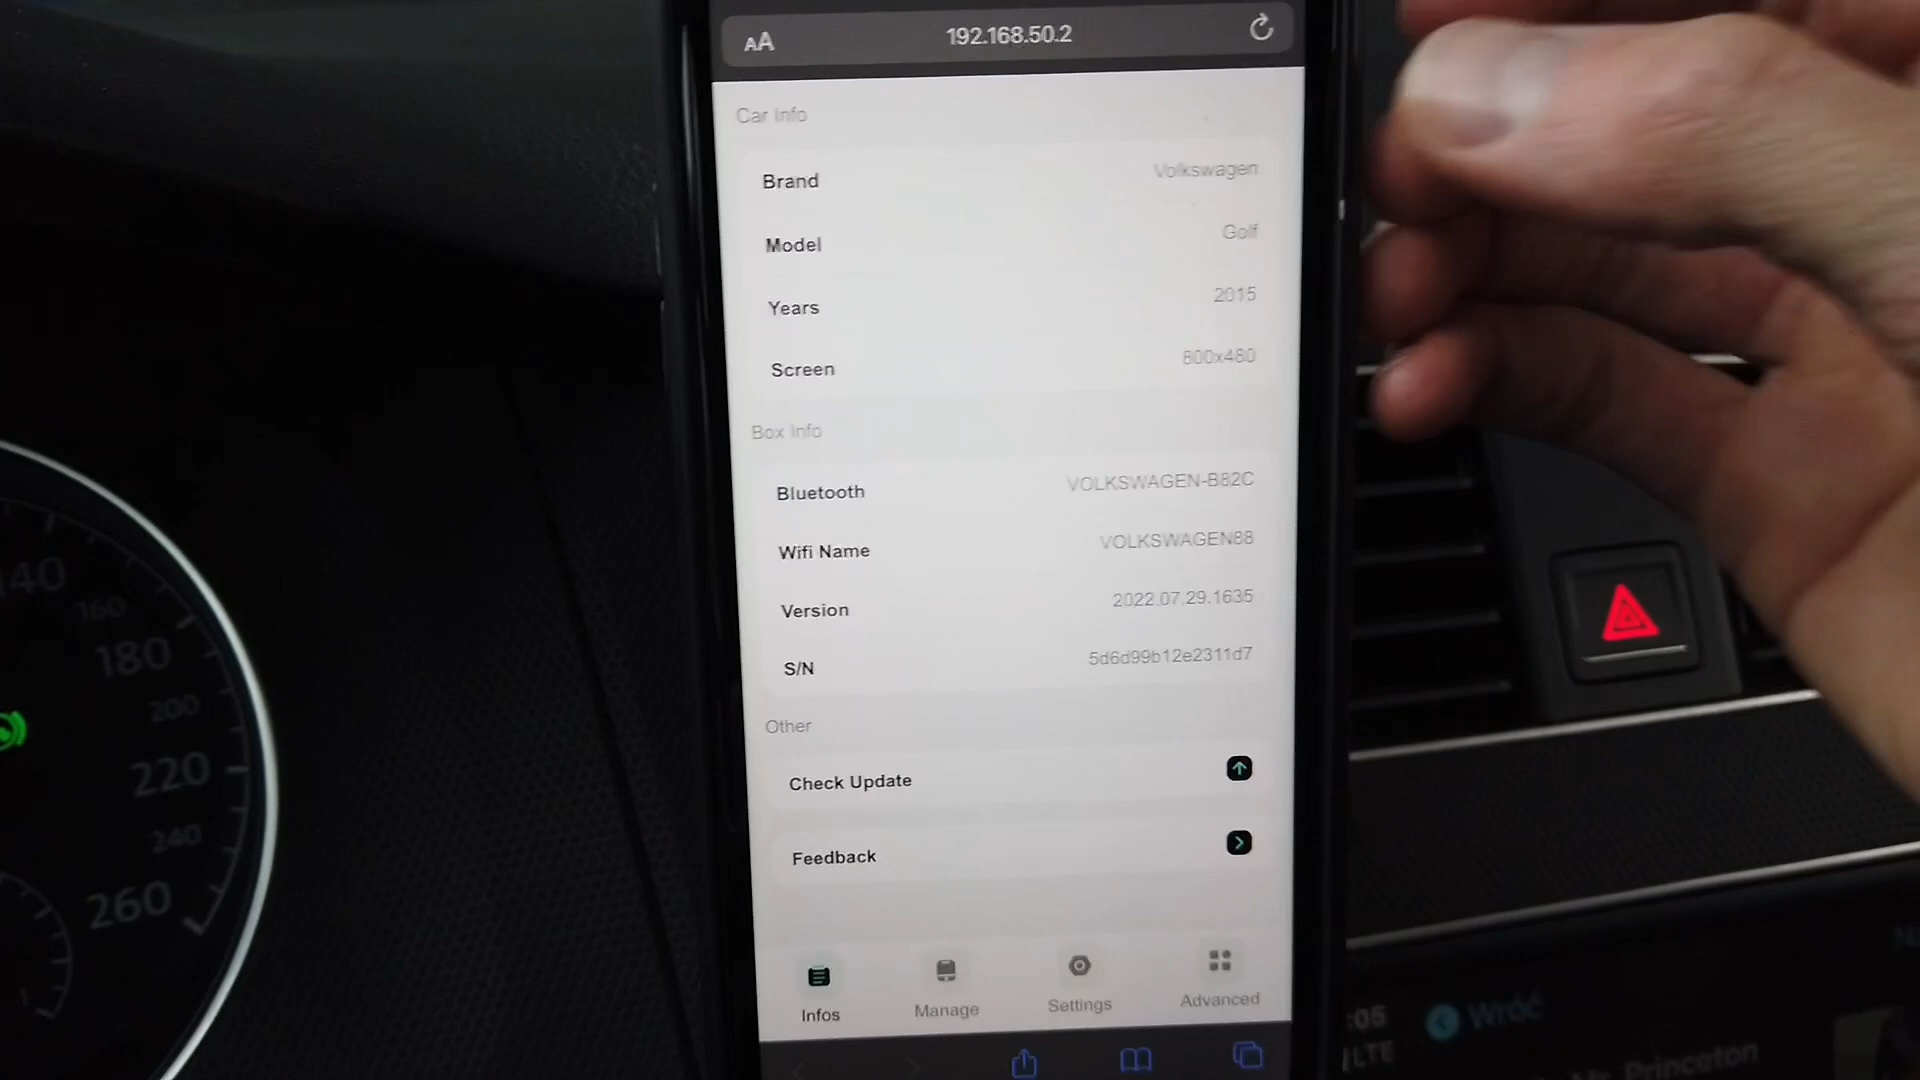 AA 192.168.50.2
Car Info
Brand Volkswagen
Model Golf
Years 2015
Screen 800x480
Box Info
Bluetooth VOLKSWAGEN-B82C
Wifi Name VOLKSWAGEN88
Version 2022.07.29.1635
S/N 5d6d99b12e2311d7
Other
Check Update
Feedback
Infos Manage Settings Advanced
140
160
180
200
220
240
260
:05 Wróć
LTE
Princeton